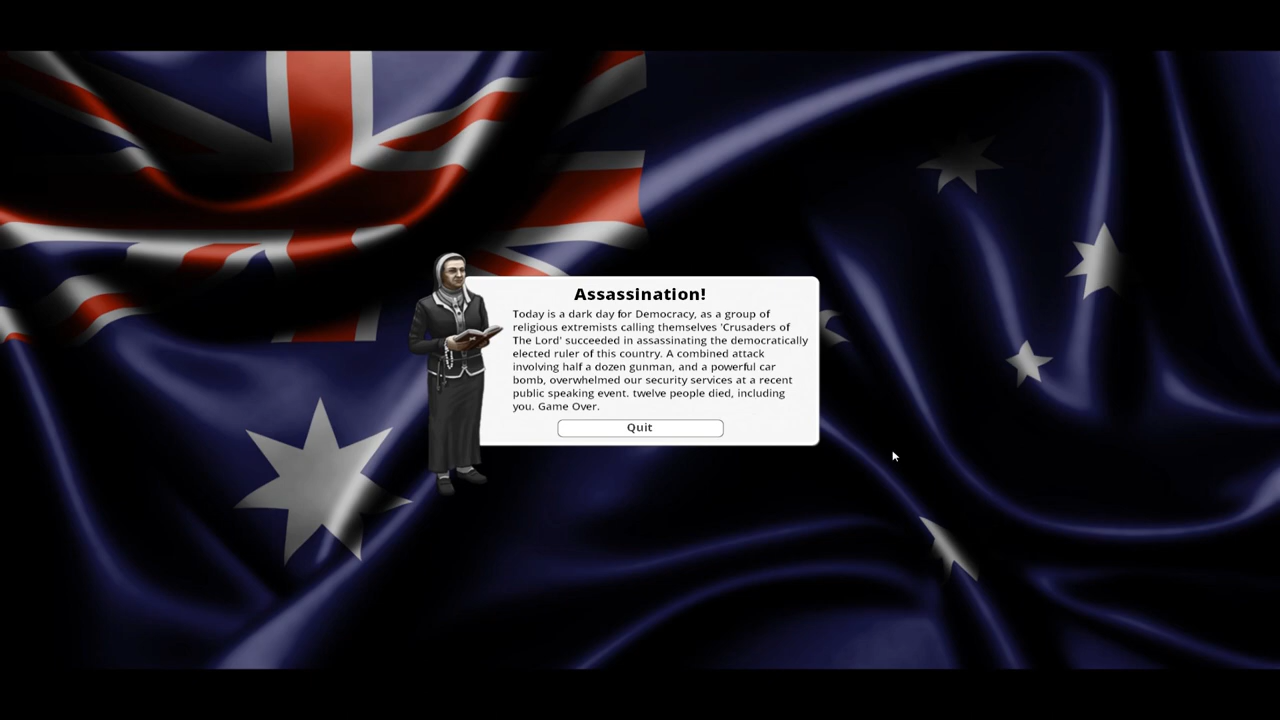 Assassination!
Today is a dark day for Democracy, as a group of
religious extremists calling themselves 'Crusaders of
The Lord' succeeded in assassinating the democratically
elected ruler of this country. A combined attack
involving half a dozen gunman, and a powerful car
bomb, overwhelmed our security services at a recent
public speaking event. twelve people died, including
you. Game Over.
Quit